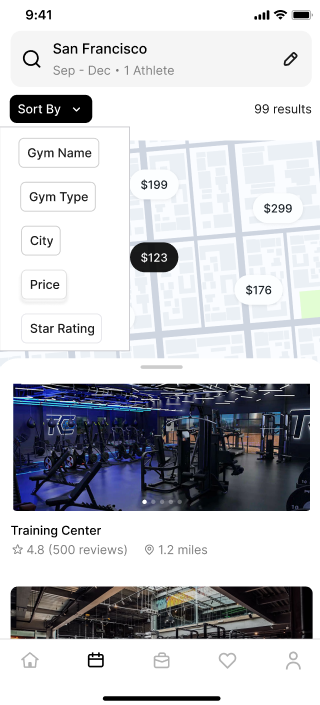 9:41
San Francisco
Sep - Dec • 1 Athlete
Sort By
99 results
Gym Name
Gym Type
City
Price
Star Rating
$199
$299
$123
$176
Training Center
4.8 (500 reviews)
1.2 miles